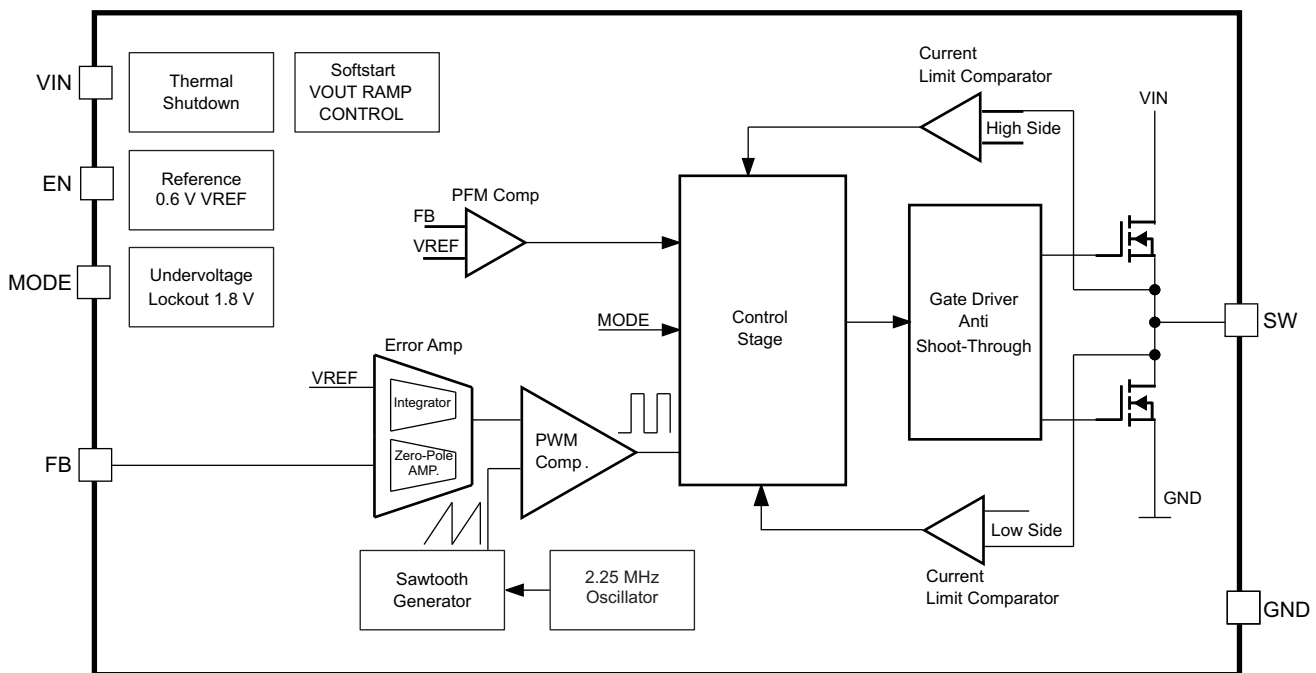 VIN
EN
MODE
FB
Thermal
Shutdown
Softstart
VOUT RAMP
CONTROL
Reference
0.6 V VREF
Undervoltage
Lockout 1.8 V
PFM Comp
FB
VREF
MODE
Error Amp
VREF
Integrator
Zero-Pole
AMP.
PWM
Comp.
Sawtooth
Generator
2.25 MHz
Oscillator
Control
Stage
Current
Limit Comparator
High Side
Gate Driver
Anti
Shoot-Through
Low Side
Current
Limit Comparator
VIN
GND
SW
GND